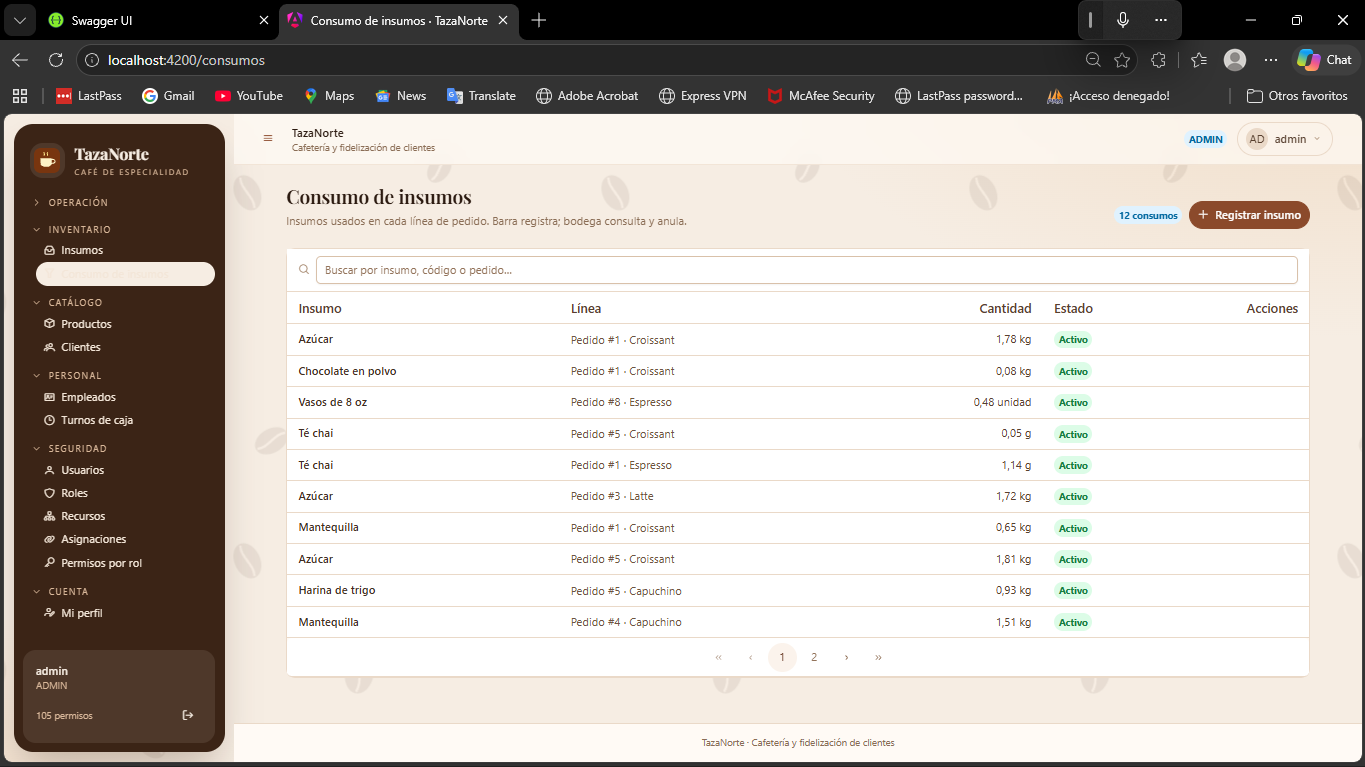 Swagger UI
Consumo de insumos · TazaNorte
localhost:4200/consumos
Chat
LastPass
Gmail
YouTube
Maps
News
Translate
Adobe Acrobat
Express VPN
McAfee Security
LastPass password...
¡Acceso denegado!
Otros favoritos
TazaNorte
CAFÉ DE ESPECIALIDAD
OPERACIÓN
INVENTARIO
Insumos
Consumo de insumos
CATÁLOGO
Productos
Clientes
PERSONAL
Empleados
Turnos de caja
SEGURIDAD
Usuarios
Roles
Recursos
Asignaciones
Permisos por rol
CUENTA
Mi perfil
admin
ADMIN
105 permisos
TazaNorte
Cafetería y fidelización de clientes
ADMIN
AD admin
Consumo de insumos
Insumos usados en cada línea de pedido. Barra registra; bodega consulta y anula.
12 consumos
+ Registrar insumo
Buscar por insumo, código o pedido...
Insumo Línea Cantidad Estado Acciones
Azúcar Pedido #1 · Croissant 1,78 kg Activo
Chocolate en polvo Pedido #1 · Croissant 0,08 kg Activo
Vasos de 8 oz Pedido #8 · Espresso 0,48 unidad Activo
Té chai Pedido #5 · Croissant 0,05 g Activo
Té chai Pedido #1 · Espresso 1,14 g Activo
Azúcar Pedido #3 · Latte 1,72 kg Activo
Mantequilla Pedido #1 · Croissant 0,65 kg Activo
Azúcar Pedido #5 · Croissant 1,81 kg Activo
Harina de trigo Pedido #5 · Capuchino 0,93 kg Activo
Mantequilla Pedido #4 · Capuchino 1,51 kg Activo
« ‹ 1 2 › »
TazaNorte · Cafetería y fidelización de clientes